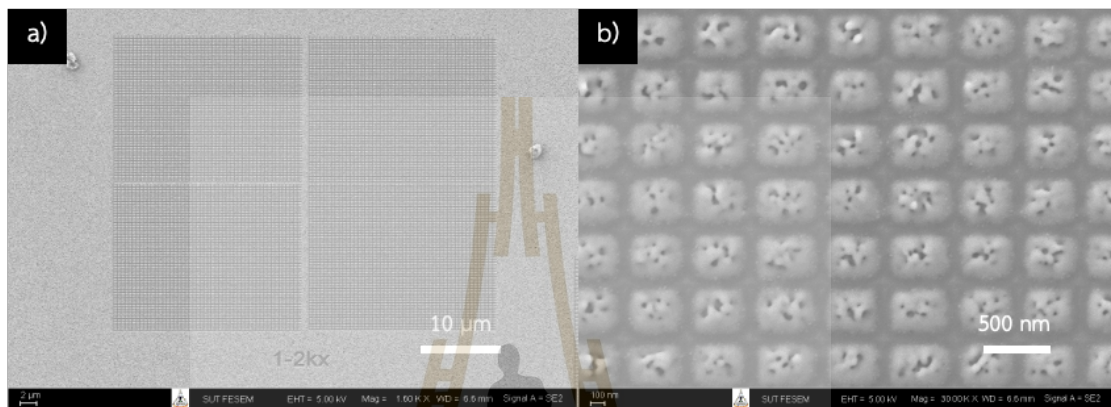 a)
10 µm
1-2kx
2 µm
SUT FESEM EHT = 5.00 kV Mag = 1.60 K X WD = 6.6 mm Signal A = SE2
b)
500 nm
100 nm
SUT FESEM EHT = 5.00 kV Mag = 30.00 K X WD = 6.6 mm Signal A = SE2